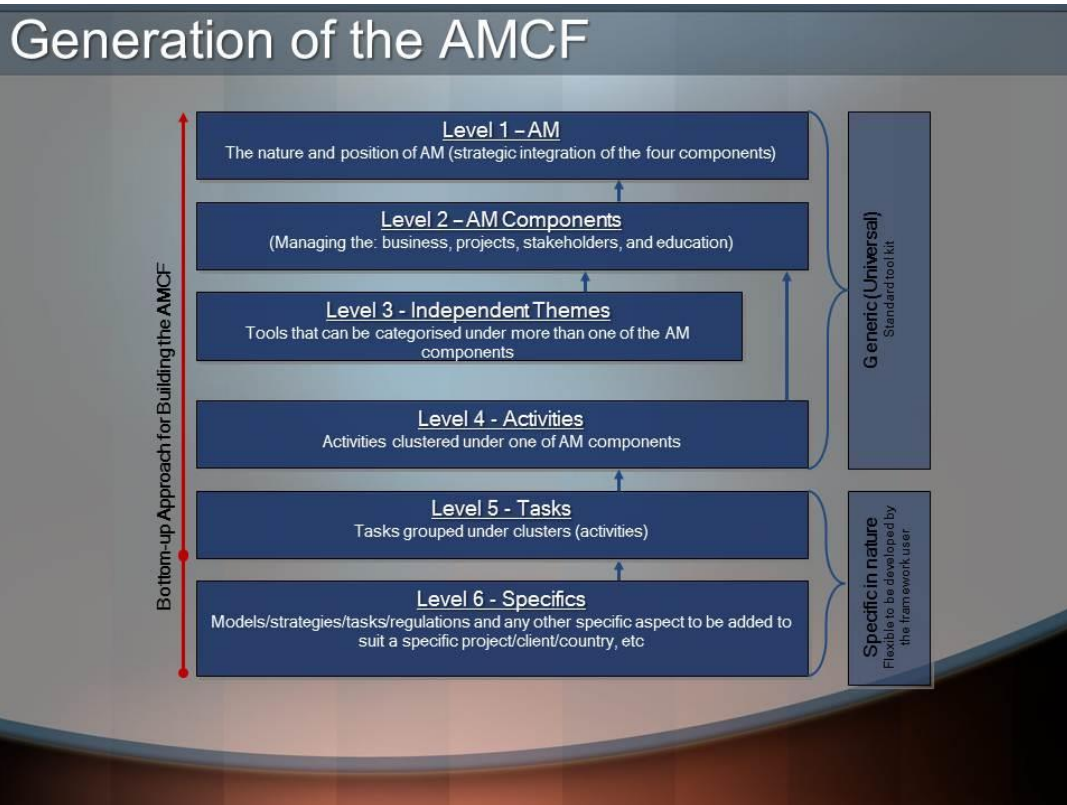 Generation of the AMCF
Level 1 – AM
The nature and position of AM (strategic integration of the four components)
Level 2 – AM Components
(Managing the: business, projects, stakeholders, and education)
Level 3 - Independent Themes
Tools that can be categorised under more than one of the AM
components
Level 4 - Activities
Activities clustered under one of AM components
Level 5 - Tasks
Tasks grouped under clusters (activities)
Level 6 - Specifics
Models/strategies/tasks/regulations and any other specific aspect to be added to
suit a specific project/client/country, etc
Bottom-up Approach for Building the AMCF
Generic (Universal)
Standard tool kit
Specific in nature
Flexible to be developed by
the framework user